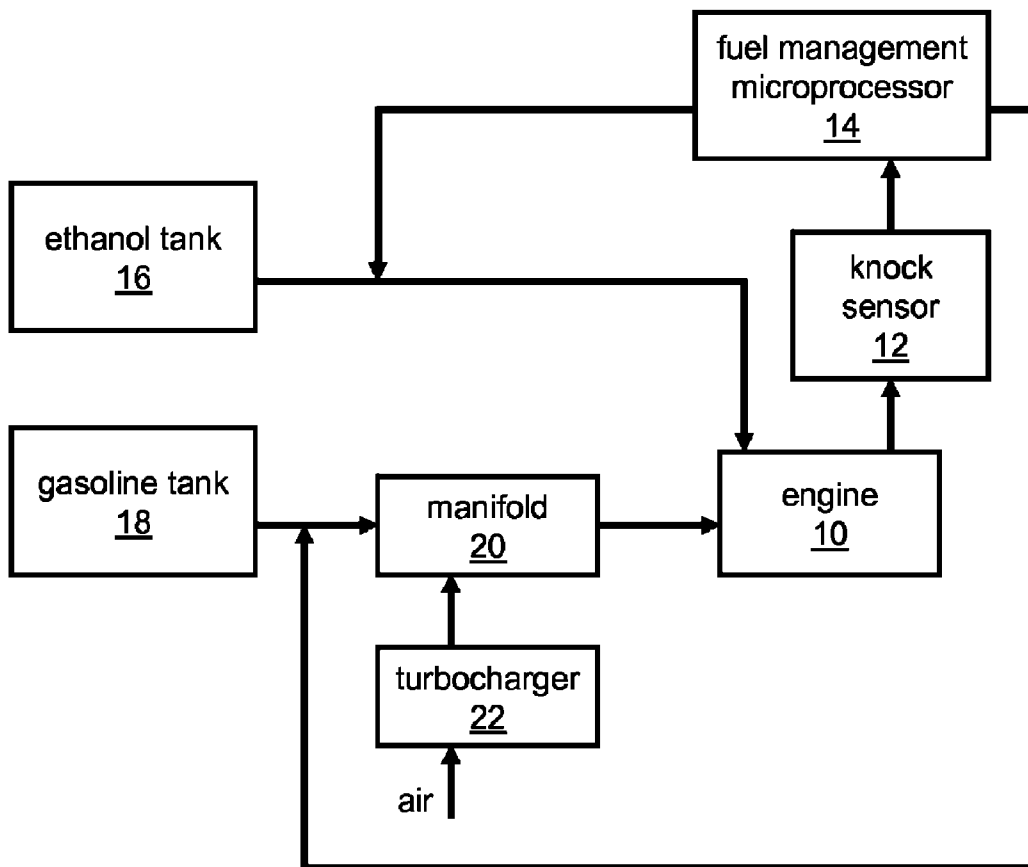 fuel management
microprocessor
14
ethanol tank
16
knock
sensor
12
gasoline tank
18
manifold
20
engine
10
turbocharger
22
air